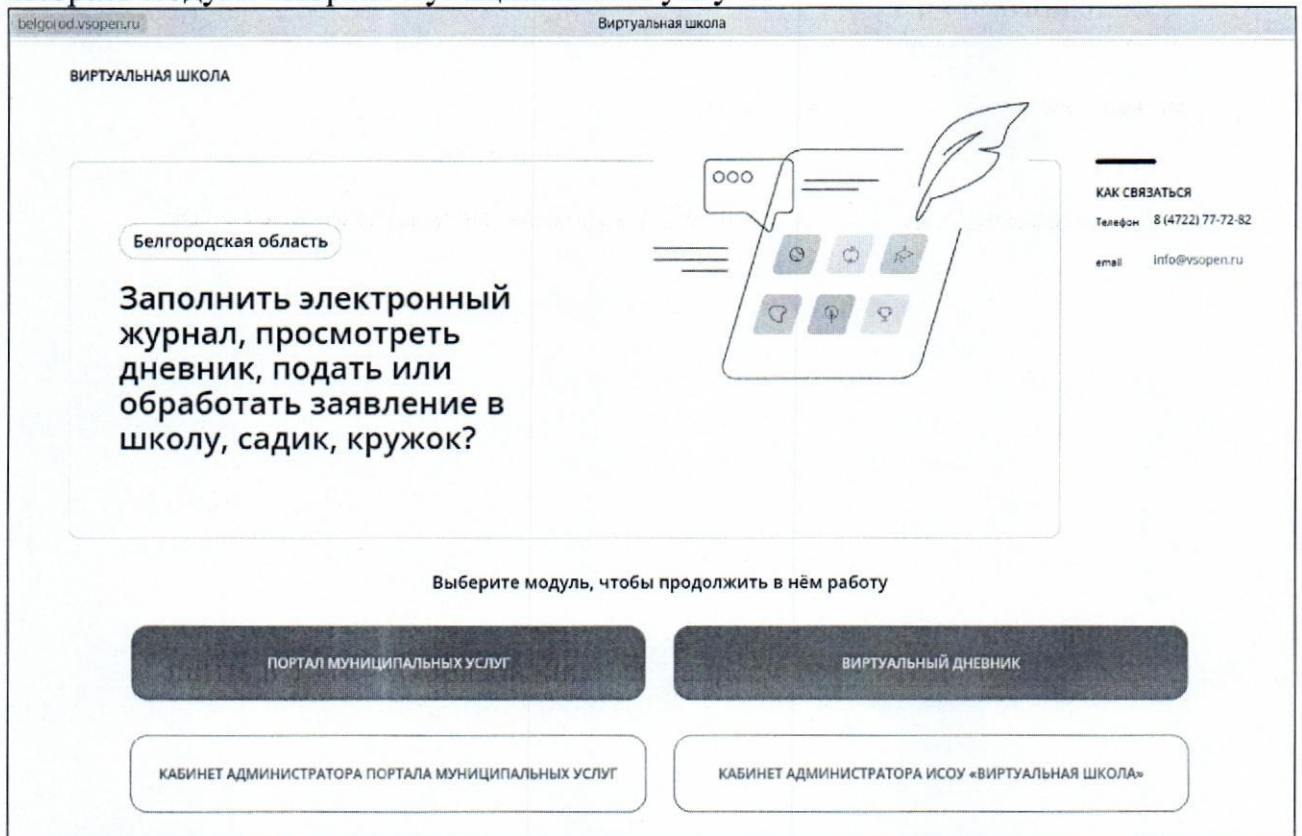 belgorod.vsopen.ru
Виртуальная школа
ВИРТУАЛЬНАЯ ШКОЛА
КАК СВЯЗАТЬСЯ
Телефон 8 (4722) 77-72-82
email info@vsopen.ru
Белгородская область
Заполнить электронный
журнал, просмотреть
дневник, подать или
обработать заявление в
школу, садик, кружок?
Выберите модуль, чтобы продолжить в нём работу
ПОРТАЛ МУНИЦИПАЛЬНЫХ УСЛУГ
ВИРТУАЛЬНЫЙ ДНЕВНИК
КАБИНЕТ АДМИНИСТРАТОРА ПОРТАЛА МУНИЦИПАЛЬНЫХ УСЛУГ
КАБИНЕТ АДМИНИСТРАТОРА ИСОУ «ВИРТУАЛЬНАЯ ШКОЛА»